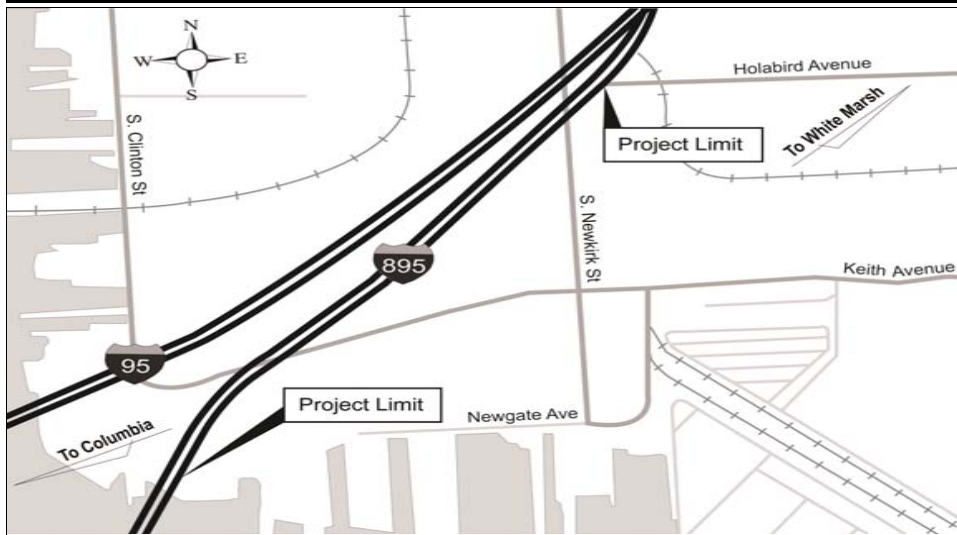 N
W
E
S
Holabird Avenue
To White Marsh
S. Clinton St
Project Limit
S. Newkirk St
895
Keith Avenue
95
Project Limit
Newgate Ave
To Columbia